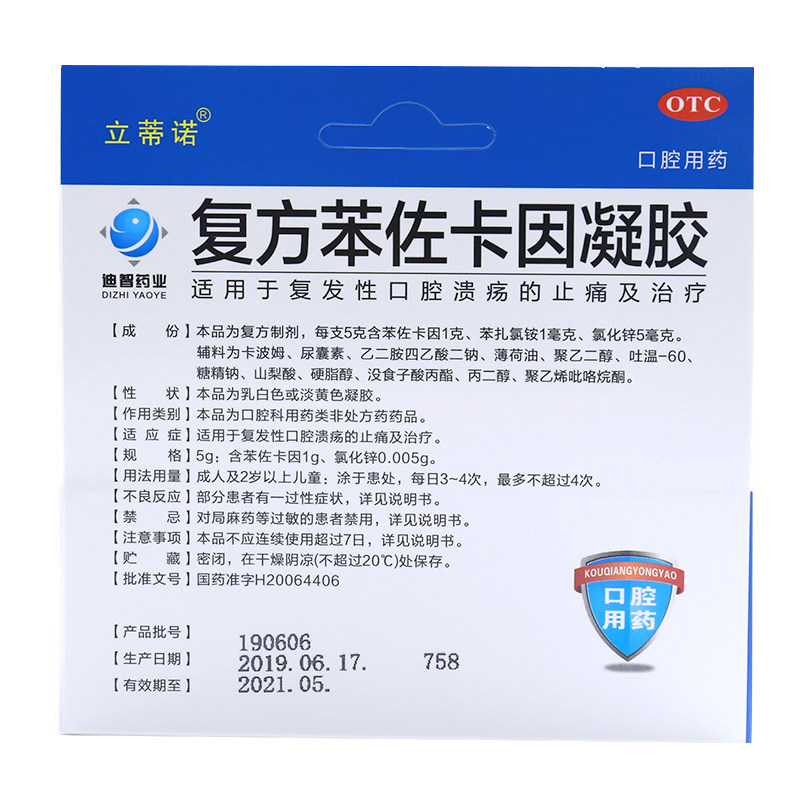 立蒂诺®
OTC
口腔用药
迪智药业
DIZHI YAOYE
复方苯佐卡因凝胶
适用于复发性口腔溃疡的止痛及治疗
【成份】本品为复方制剂，每支5克含苯佐卡因1克、苯扎氯铵1毫克、氯化锌5毫克。
辅料为卡波姆、尿囊素、乙二胺四乙酸二钠、薄荷油、聚乙二醇、吐温-60、
糖精钠、山梨酸、硬脂醇、没食子酸丙酯、丙二醇、聚乙烯吡咯烷酮。
【性状】本品为乳白色或淡黄色凝胶。
【作用类别】本品为口腔科用药类非处方药药品。
【适应症】适用于复发性口腔溃疡的止痛及治疗。
【规格】5g：含苯佐卡因1g、氯化锌0.005g。
【用法用量】成人及2岁以上儿童：涂于患处，每日3~4次，最多不超过4次。
【不良反应】部分患者有一过性症状，详见说明书。
【禁忌】对局麻药等过敏的患者禁用，详见说明书。
【注意事项】本品不应连续使用超过7日，详见说明书。
【贮藏】密闭，在干燥阴凉(不超过20℃)处保存。
【批准文号】国药准字H20064406
KOUQIANGYONGYAO
口腔
用药
【产品批号】190606
【生产日期】2019.06.17. 758
【有效期至】2021.05.